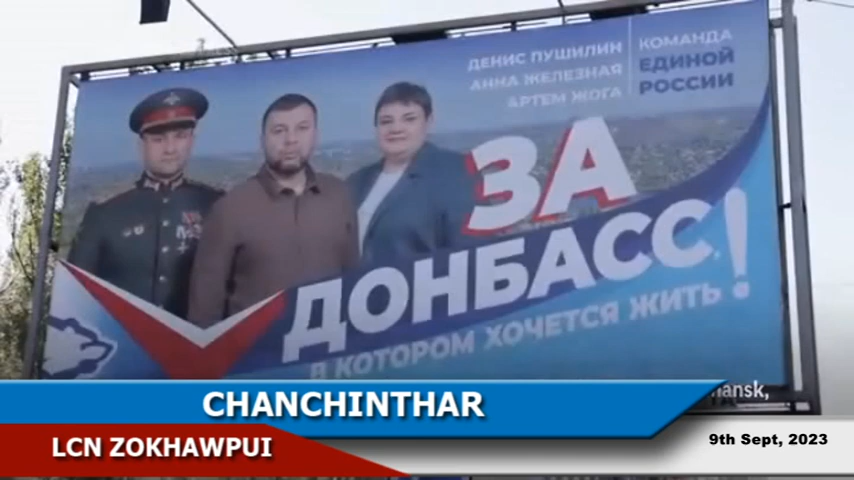 ДЕНИС ПУШИЛИН
АННА ЖЕЛЕЗНАЯ
АРТЕМ ЖОГА
КОМАНДА
ЕДИНОЙ
РОССИИ
ЗА
ДОНБАСС!
В КОТОРОМ ХОЧЕТСЯ ЖИТЬ
CHANCHINTHAR
LCN ZOKHAWPUI
9th Sept, 2023